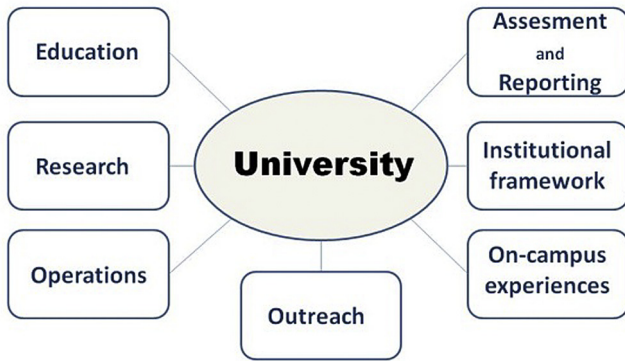 Education
Assesment
and
Reporting
University
Research
Institutional
framework
Operations
On-campus
experiences
Outreach